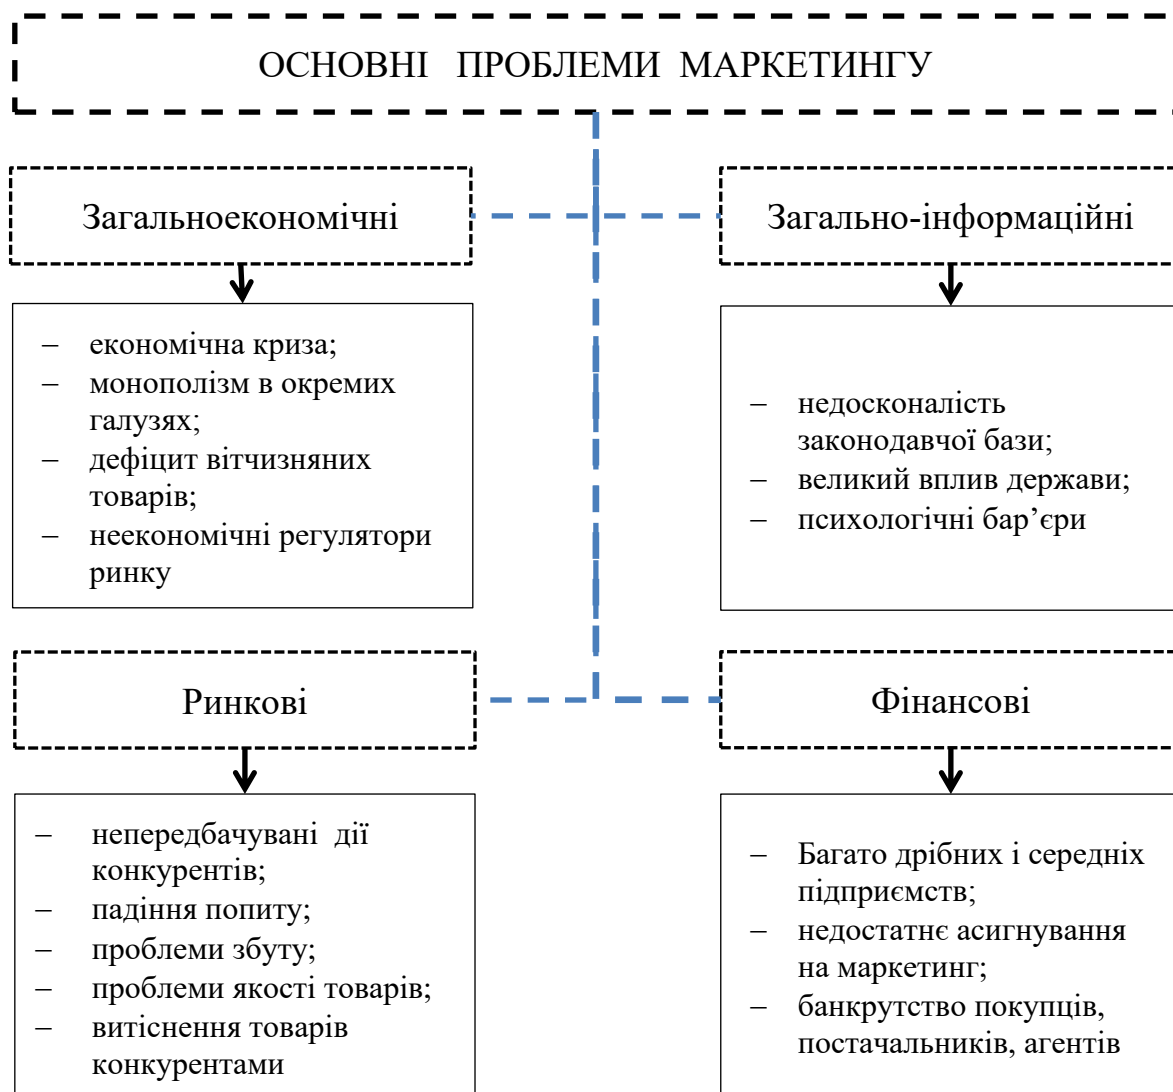 ОСНОВНІ ПРОБЛЕМИ МАРКЕТИНГУ
Загальноекономічні
– економічна криза;
– монополізм в окремих
галузях;
– дефіцит вітчизняних
товарів;
– неекономічні регулятори
ринку
Загально-інформаційні
– недосконалість
законодавчої бази;
– великий вплив держави;
– психологічні бар’єри
Ринкові
– непередбачувані дії
конкурентів;
– падіння попиту;
– проблеми збуту;
– проблеми якості товарів;
– витіснення товарів
конкурентами
Фінансові
– Багато дрібних і середніх
підприємств;
– недостатнє асигнування
на маркетинг;
– банкрутство покупців,
постачальників, агентів